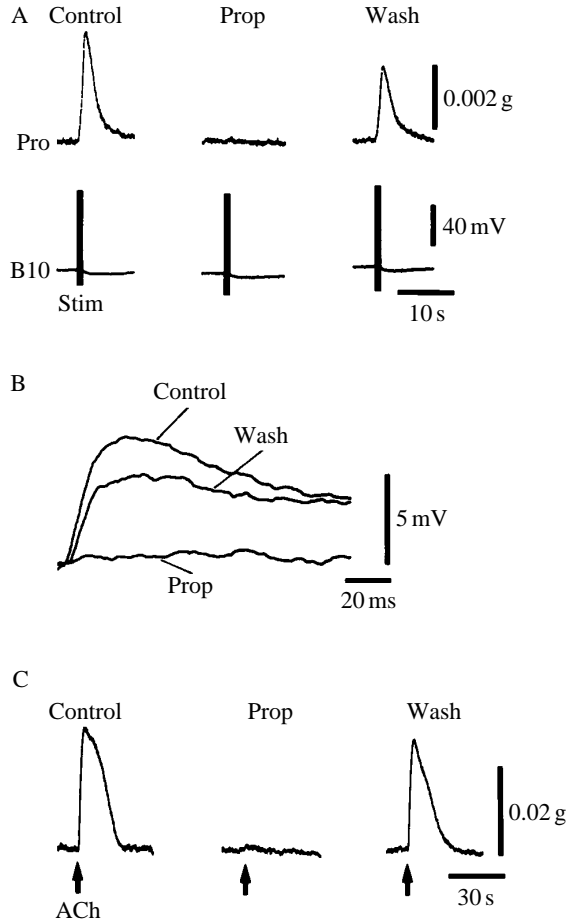 A
Control Prop Wash
0.002 g
Pro
40 mV
B10
Stim
10 s
B
Control
Wash
5 mV
Prop
20 ms
C
Control Prop Wash
0.02 g
ACh
30 s